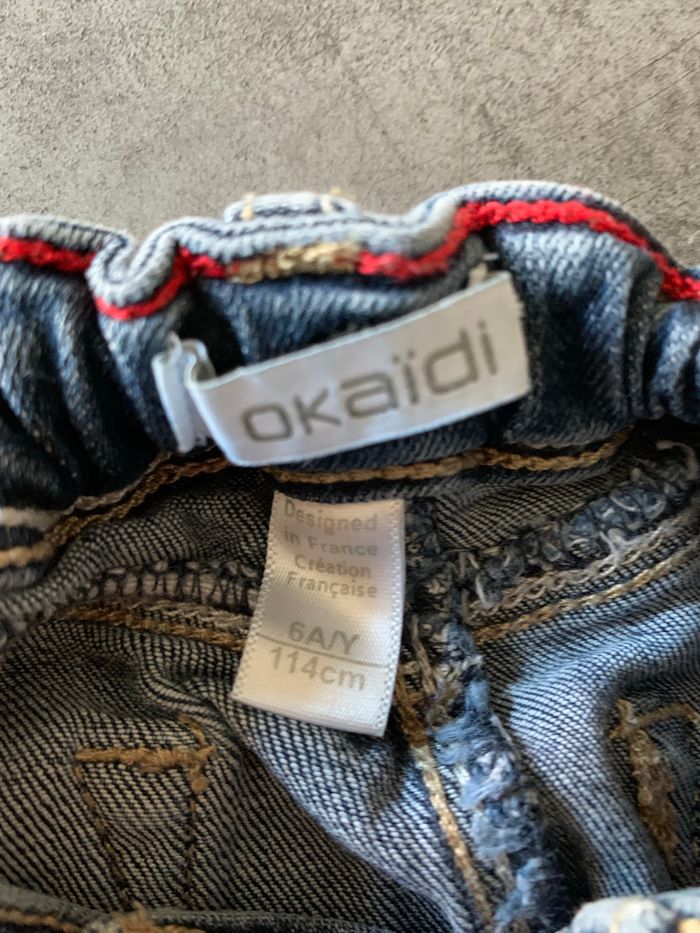 okaïdi
Designed
in France
Création
Française
6A/Y
114cm